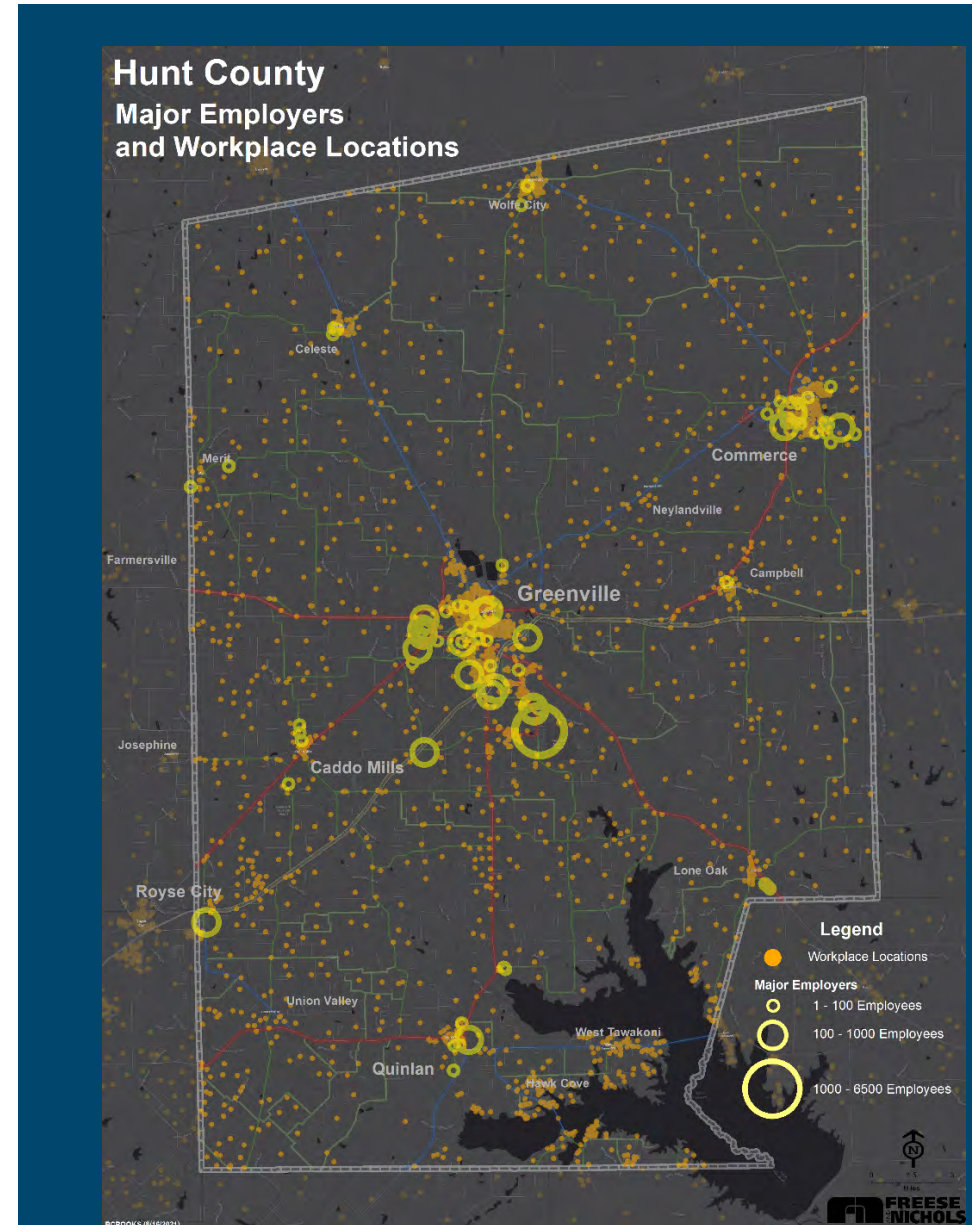 Hunt County
Major Employers
and Workplace Locations
Wolfe City
Celeste
Commerce
Merit
Neylandville
Farmersville
Campbell
Greenville
Josephine
Caddo Mills
Lone Oak
Royse City
Legend
Workplace Locations
Major Employers
1 - 100 Employees
Union Valley
100 - 1000 Employees
West Tawakoni
Quinlan
Hawk Cove
1000 - 6500 Employees
N
Miles
FREESE
NICHOLS